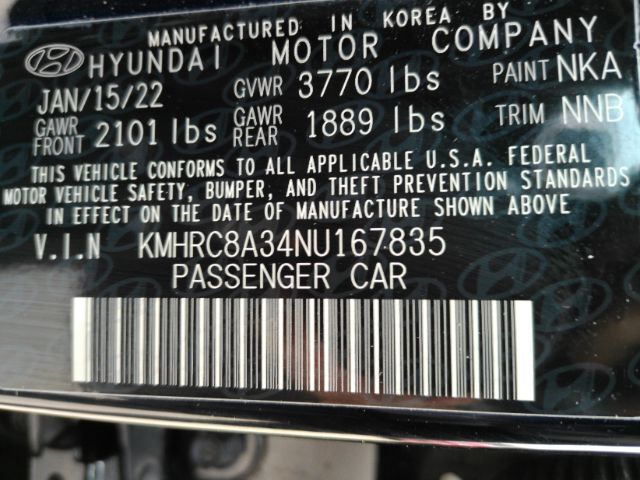 MANUFACTURED IN KOREA BY
HYUNDAI MOTOR COMPANY
JAN/15/22 GVWR 3770 lbs PAINT NKA
GAWR FRONT 2101 lbs GAWR REAR 1889 lbs TRIM NNB
THIS VEHICLE CONFORMS TO ALL APPLICABLE U.S.A. FEDERAL
MOTOR VEHICLE SAFETY, BUMPER, AND THEFT PREVENTION STANDARDS
IN EFFECT ON THE DATE OF MANUFACTURE SHOWN ABOVE
V.I.N KMHRC8A34NU167835
PASSENGER CAR